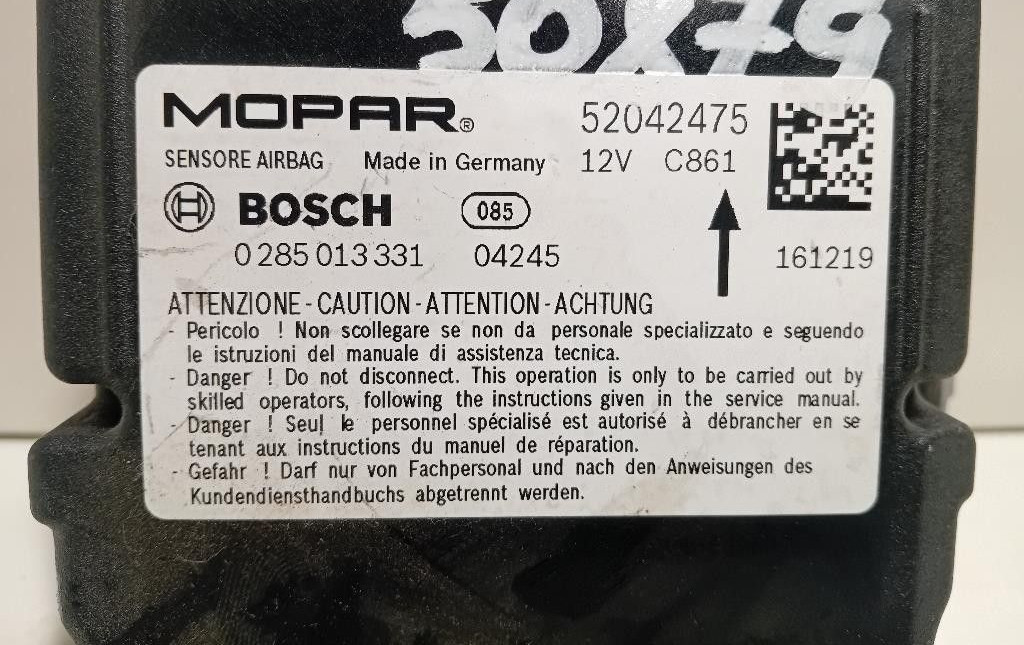 50X79
MOPAR® 52042475
SENSORE AIRBAG Made in Germany 12V C861
BOSCH 085
0 285 013 331 04245 161219
ATTENZIONE - CAUTION - ATTENTION - ACHTUNG
- Pericolo ! Non scollegare se non da personale specializzato e seguendo
le istruzioni del manuale di assistenza tecnica.
- Danger ! Do not disconnect. This operation is only to be carried out by
skilled operators, following the instructions given in the service manual.
- Danger ! Seul le personnel spécialisé est autorisé à débrancher en se
tenant aux instructions du manuel de réparation.
- Gefahr ! Darf nur von Fachpersonal und nach den Anweisungen des
Kundendiensthandbuchs abgetrennt werden.